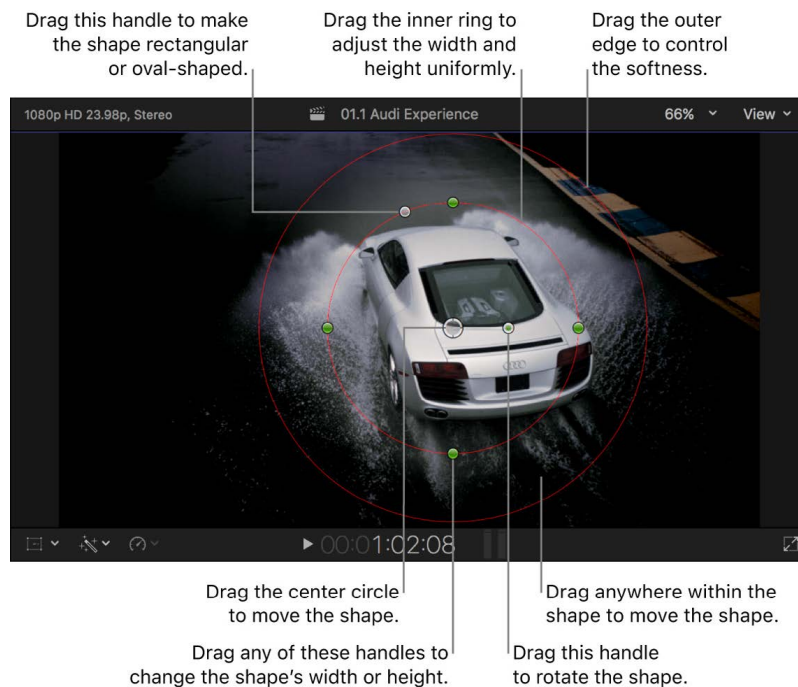 Drag this handle to make
the shape rectangular
or oval-shaped.
Drag the inner ring to
adjust the width and
height uniformly.
Drag the outer
edge to control
the softness.
1080p HD 23.98p, Stereo
01.1 Audi Experience
66%
View
00:01:02:08
Drag the center circle
to move the shape.
Drag anywhere within the
shape to move the shape.
Drag any of these handles to
change the shape's width or height.
Drag this handle
to rotate the shape.